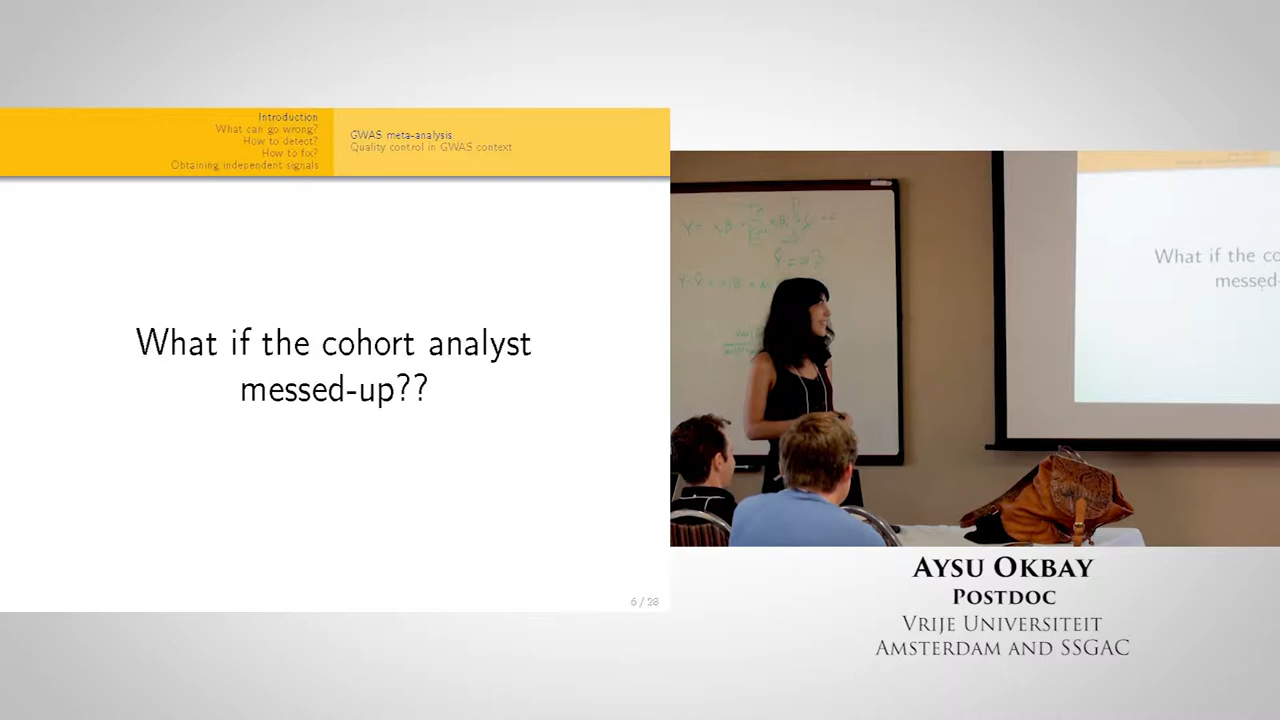 Introduction
What can go wrong?
How to detect?
How to fix?
Obtaining independent signals
GWAS meta-analysis
Quality control in GWAS context
What if the cohort analyst
messed-up??
6 / 28
What if the co
messed-
AYSU OKBAY
POSTDOC
VRIJE UNIVERSITEIT
AMSTERDAM AND SSGAC